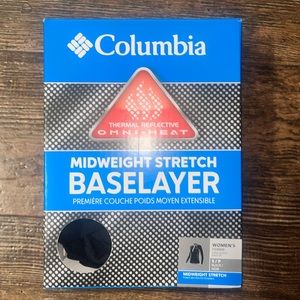 Columbia
THERMAL REFLECTIVE
OMNI-HEAT
MIDWEIGHT STRETCH
BASELAYER
PREMIÈRE COUCHE POIDS MOYEN EXTENSIBLE
WOMEN'S
S / P
MIDWEIGHT STRETCH